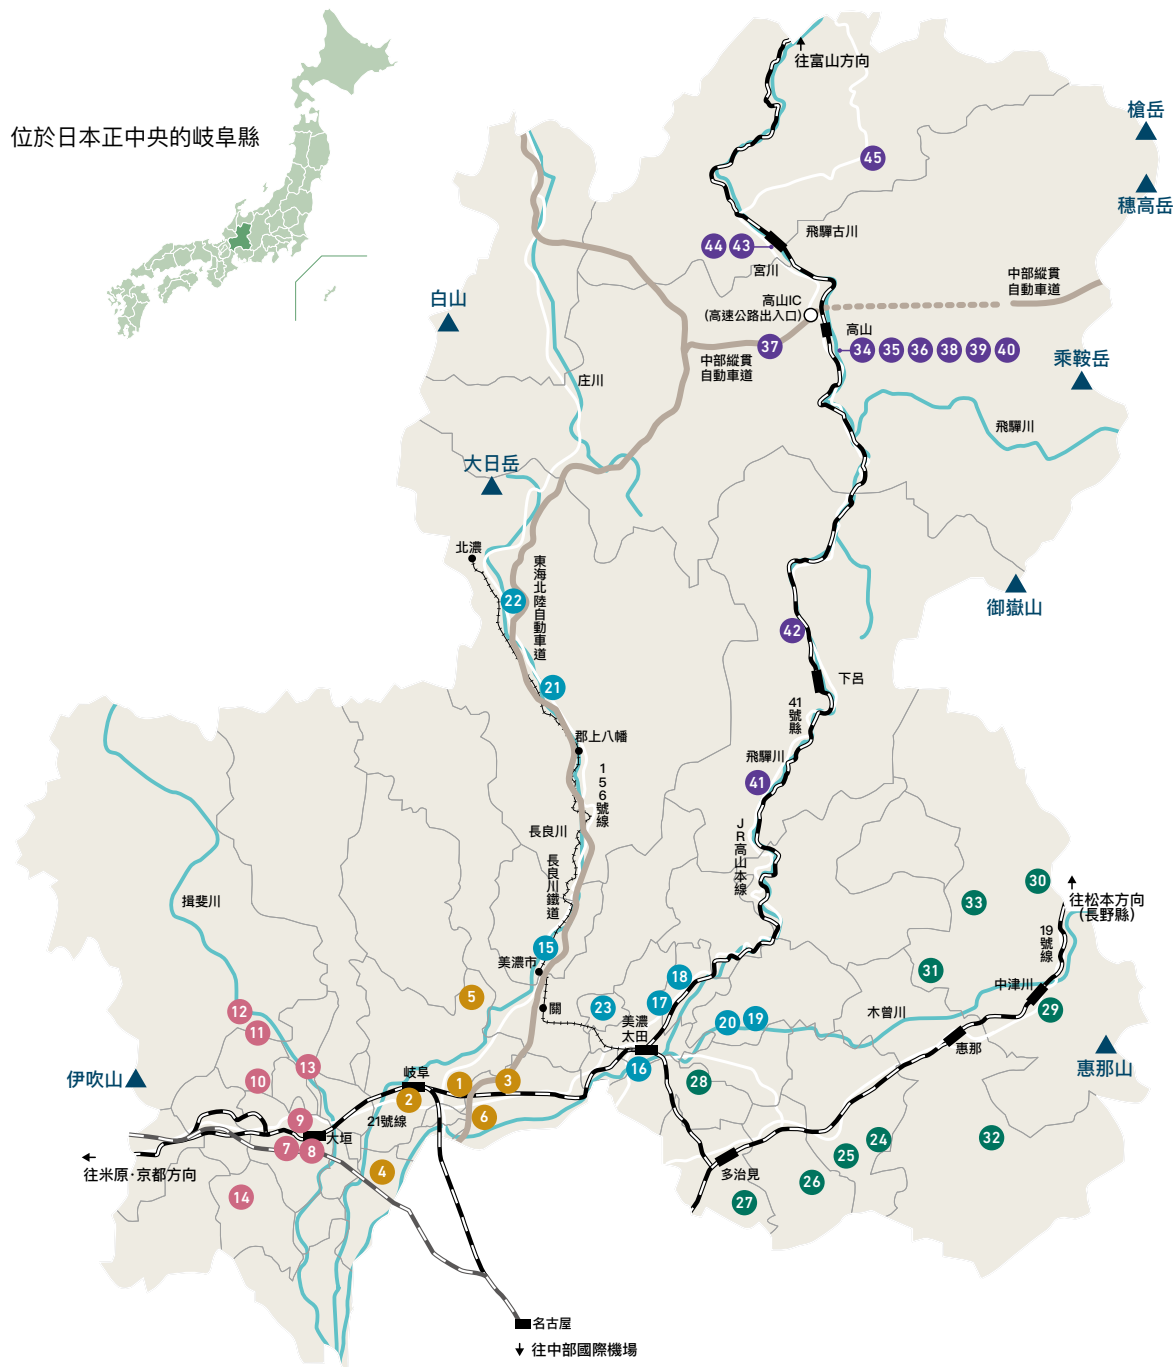 位於日本正中央的岐阜縣
往富山方向
槍岳
穗高岳
45
飛驒古川
44
43
宮川
高山IC
(高速公路出入口)
中部縱貫
自動車道
白山
高山
37
34
35
36
38
39
40
中部縱貫
自動車道
乘鞍岳
庄川
飛驒川
大日岳
北濃
東海北陸自動車道
22
御嶽山
42
21
下呂
41號縣
郡上八幡
飛驒川
41
156號線
長良川
JR高山本線
長良川鐵道
揖斐川
30
33
往松本方向
(長野縣)
19號線
15
美濃市
18
31
中津川
5
關
23
17
美濃
太田
20
19
木曾川
29
12
11
惠那
惠那山
13
16
伊吹山
10
岐阜
1
3
28
2
9
21號線
6
大垣
7
8
24
32
25
往米原·京都方向
4
多治見
26
14
27
名古屋
往中部國際機場